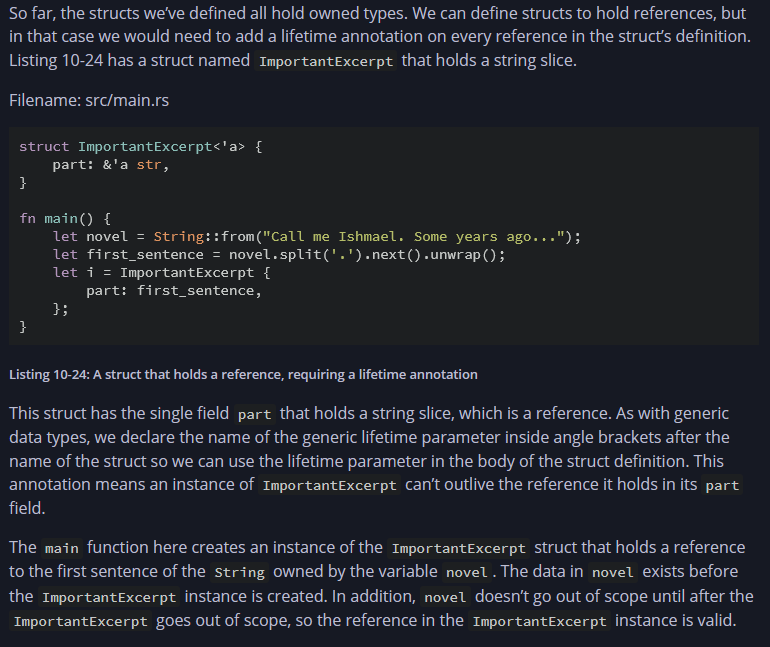 So far, the structs we've defined all hold owned types. We can define structs to hold references, but
in that case we would need to add a lifetime annotation on every reference in the struct's definition.
Listing 10-24 has a struct named ImportantExcerpt that holds a string slice.
Filename: src/main.rs
struct ImportantExcerpt<'a> {
    part: &'a str,
}

fn main() {
    let novel = String::from("Call me Ishmael. Some years ago...");
    let first_sentence = novel.split('.').next().unwrap();
    let i = ImportantExcerpt {
        part: first_sentence,
    };
}
Listing 10-24: A struct that holds a reference, requiring a lifetime annotation
This struct has the single field part that holds a string slice, which is a reference. As with generic
data types, we declare the name of the generic lifetime parameter inside angle brackets after the
name of the struct so we can use the lifetime parameter in the body of the struct definition. This
annotation means an instance of ImportantExcerpt can't outlive the reference it holds in its part
field.
The main function here creates an instance of the ImportantExcerpt struct that holds a reference
to the first sentence of the String owned by the variable novel. The data in novel exists before
the ImportantExcerpt instance is created. In addition, novel doesn't go out of scope until after the
ImportantExcerpt goes out of scope, so the reference in the ImportantExcerpt instance is valid.